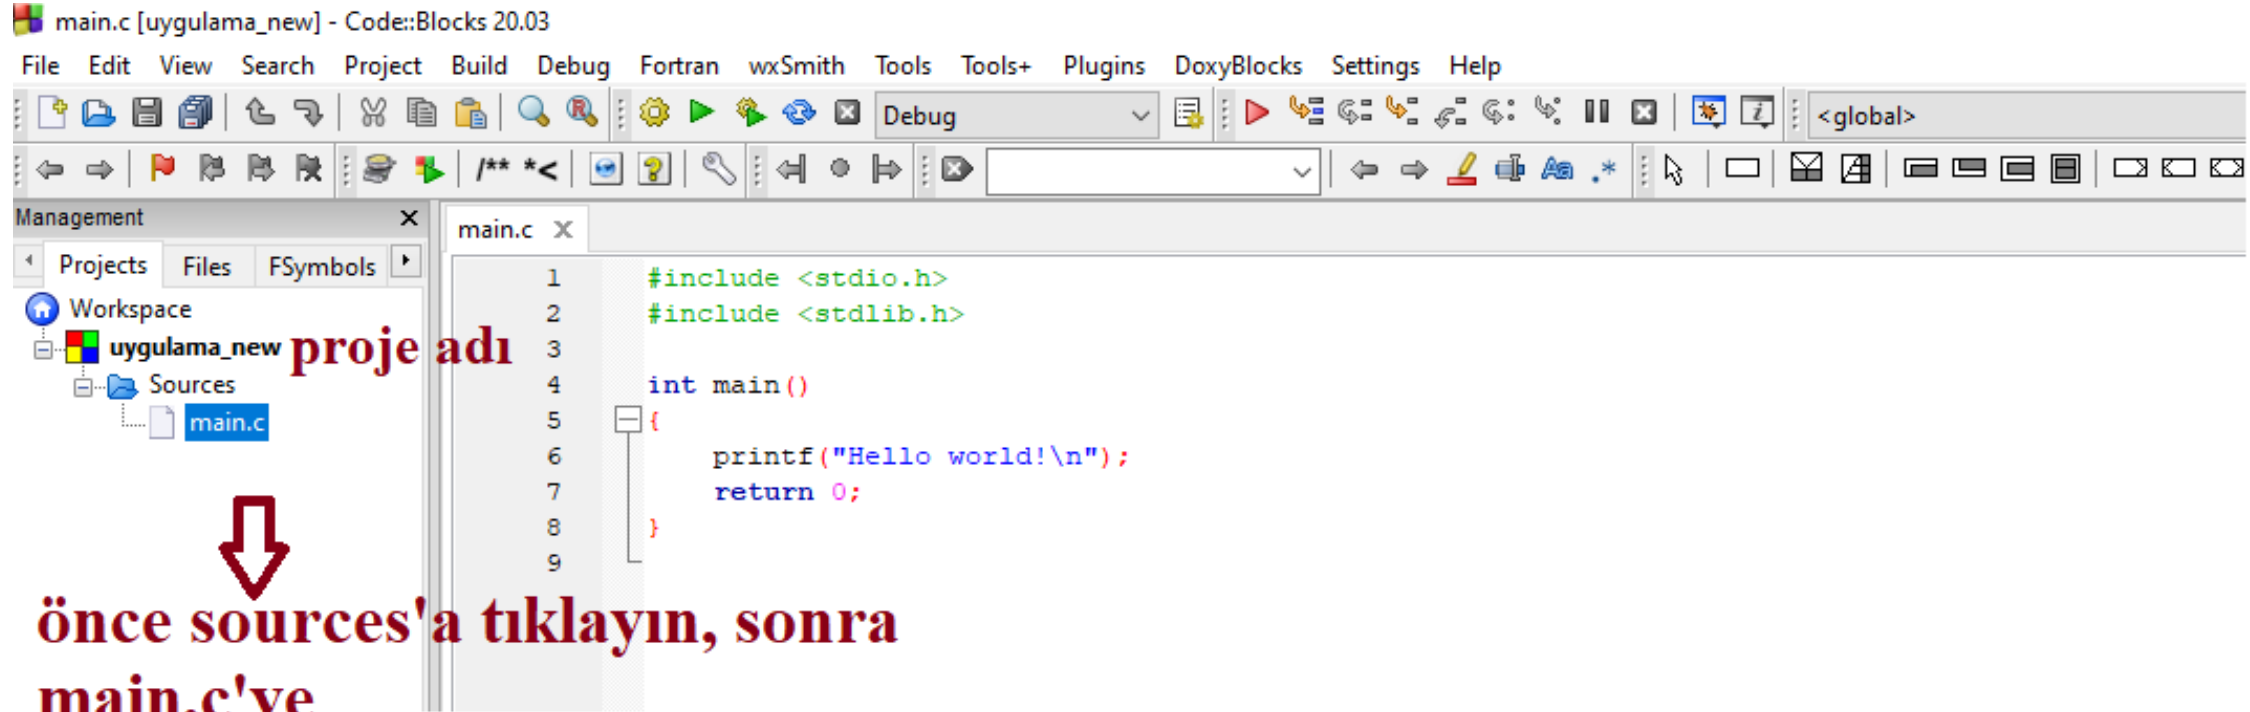 main.c [uygulama_new] - Code::Blocks 20.03
File Edit View Search Project Build Debug Fortran wxSmith Tools Tools+ Plugins DoxyBlocks Settings Help
Debug <global>
/** *<
Management
main.c
Projects Files FSymbols
Workspace
uygulama_new proje adı
Sources
main.c
1 #include <stdio.h>
2 #include <stdlib.h>
3
4 int main()
5 {
6 printf("Hello world!\n");
7 return 0;
8 }
9
önce sources'a tıklayın, sonra
main.c'ye